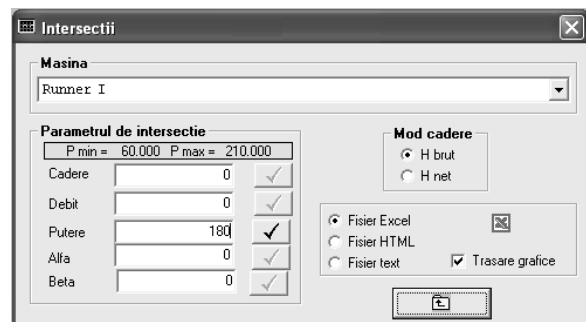 Intersectii
Masina
Runner I
Parametrul de intersectie
P min = 60.000 P max = 210.000
Cadere 0
Debit 0
Putere 180
Alfa 0
Beta 0
Mod cadere
H brut
H net
Fisier Excel
Fisier HTML
Fisier text
Trasare grafice